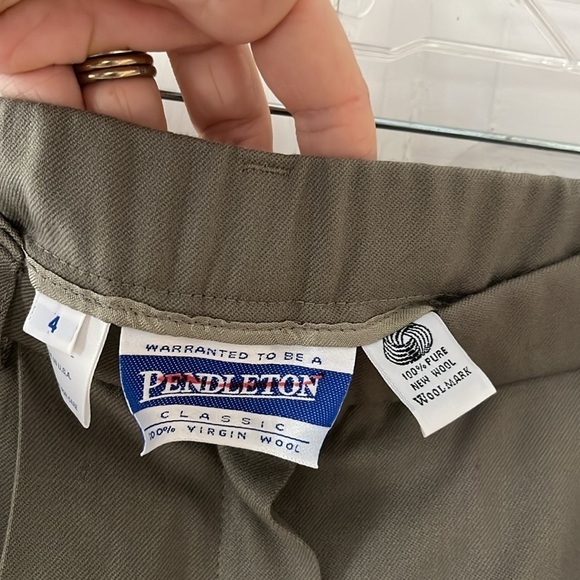 4
U.S.A.
WARRANTED TO BE A
PENDLETON
CLASSIC
100% VIRGIN WOOL
100% PURE
NEW WOOL
WOOLMARK